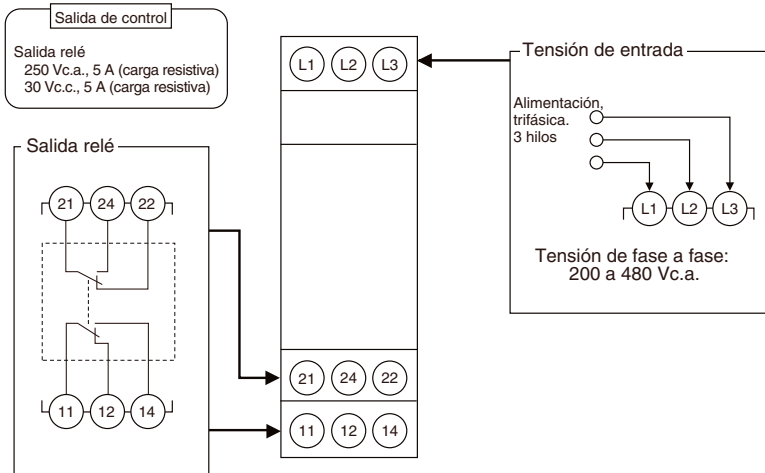 Salida de control
Salida relé
250 Vc.a., 5 A (carga resistiva)
30 Vc.c., 5 A (carga resistiva)
Salida relé
21 24 22
11 12 14
L1 L2 L3
21 24 22
11 12 14
Tensión de entrada
Alimentación,
trifásica.
3 hilos
L1 L2 L3
Tensión de fase a fase:
200 a 480 Vc.a.